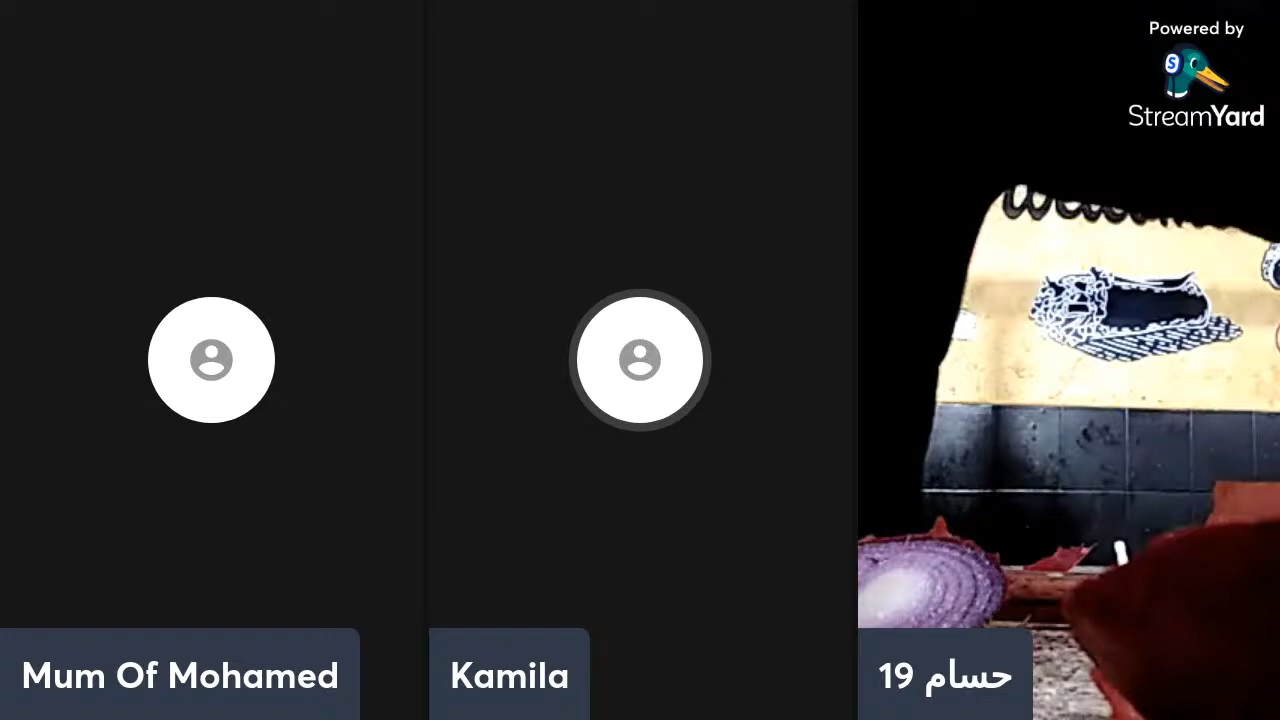 Powered by
S
StreamYard
Mum Of Mohamed
Kamila
حسام 19